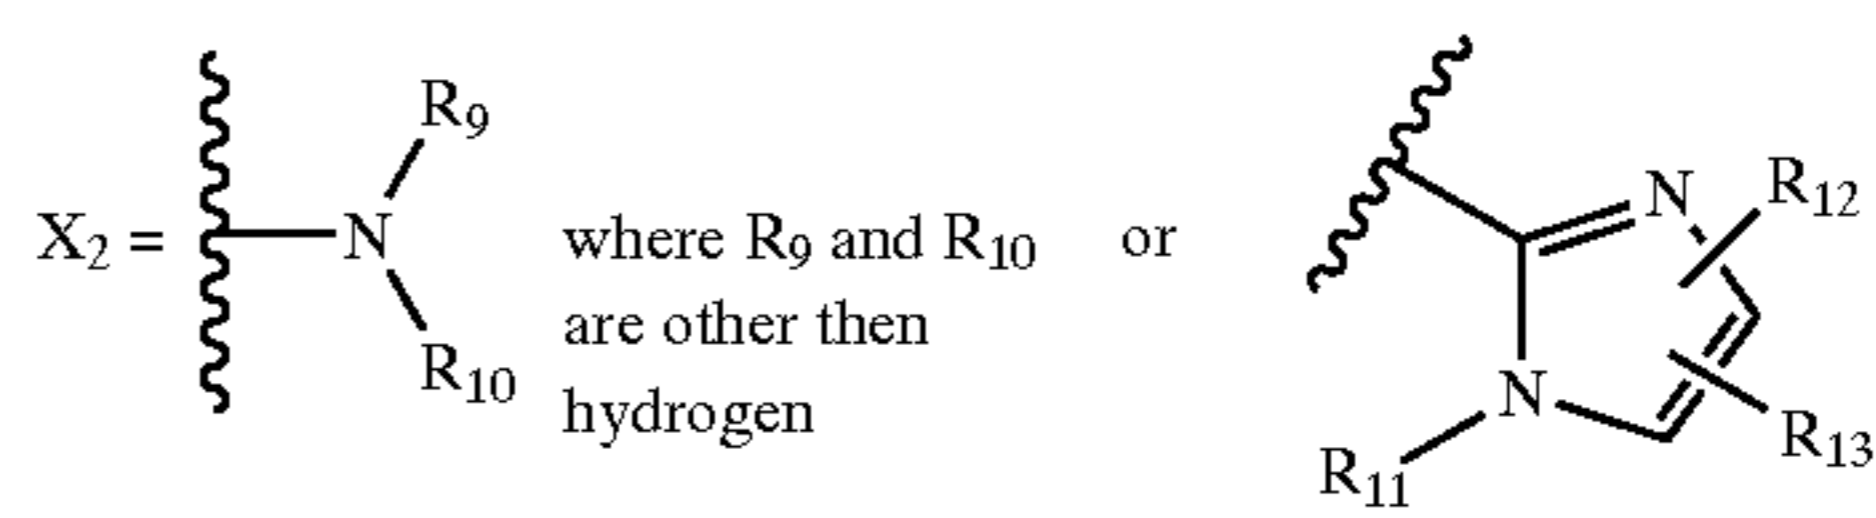 R₉
X₂ = N where R₉ and R₁₀ or
are other then
R₁₀
hydrogen
N R₁₂
N
R₁₁ R₁₃